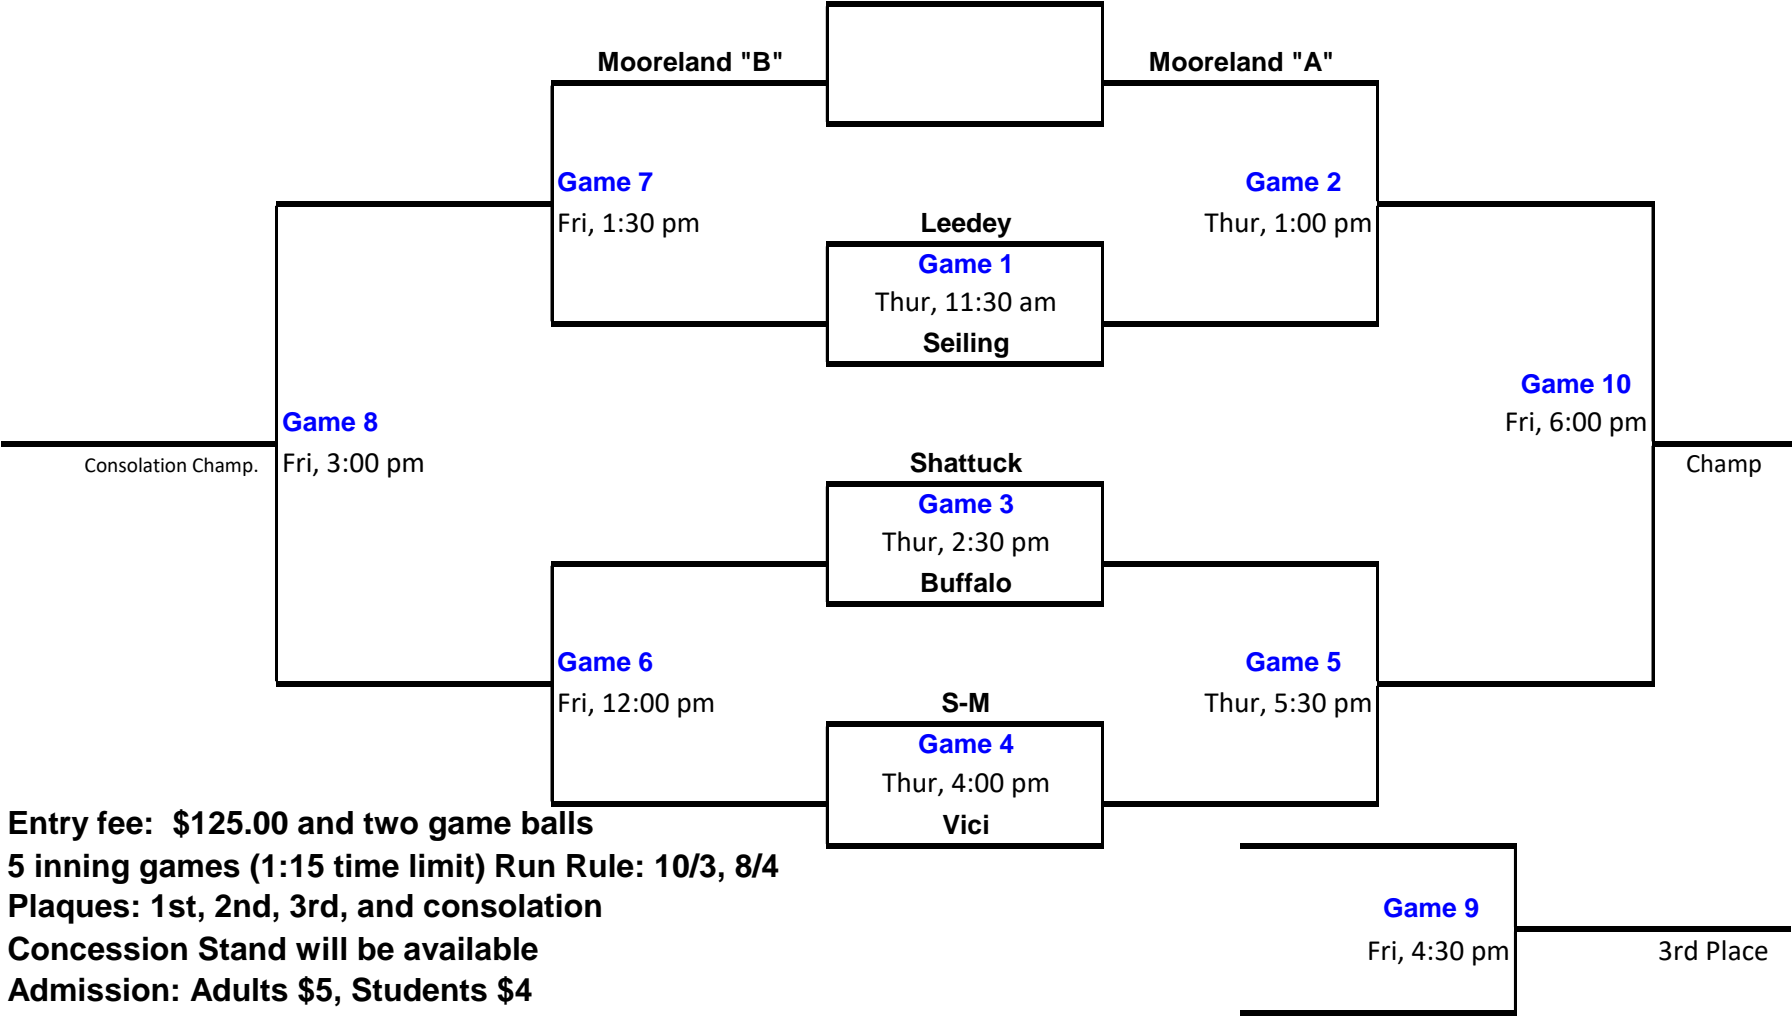 Mooreland "B"
Mooreland "A"
Game 7
Game 2
Fri, 1:30 pm
Leedey
Thur, 1:00 pm
Game 1
Thur, 11:30 am
Seiling
Game 10
Game 8
Fri, 6:00 pm
Consolation Champ.
Fri, 3:00 pm
Shattuck
Champ
Game 3
Thur, 2:30 pm
Buffalo
Game 6
Game 5
Fri, 12:00 pm
S-M
Thur, 5:30 pm
Game 4
Thur, 4:00 pm
Vici
Entry fee:  $125.00 and two game balls
5 inning games (1:15 time limit) Run Rule: 10/3, 8/4
Plaques: 1st, 2nd, 3rd, and consolation
Concession Stand will be available
Admission: Adults $5, Students $4
Game 9
Fri, 4:30 pm
3rd Place